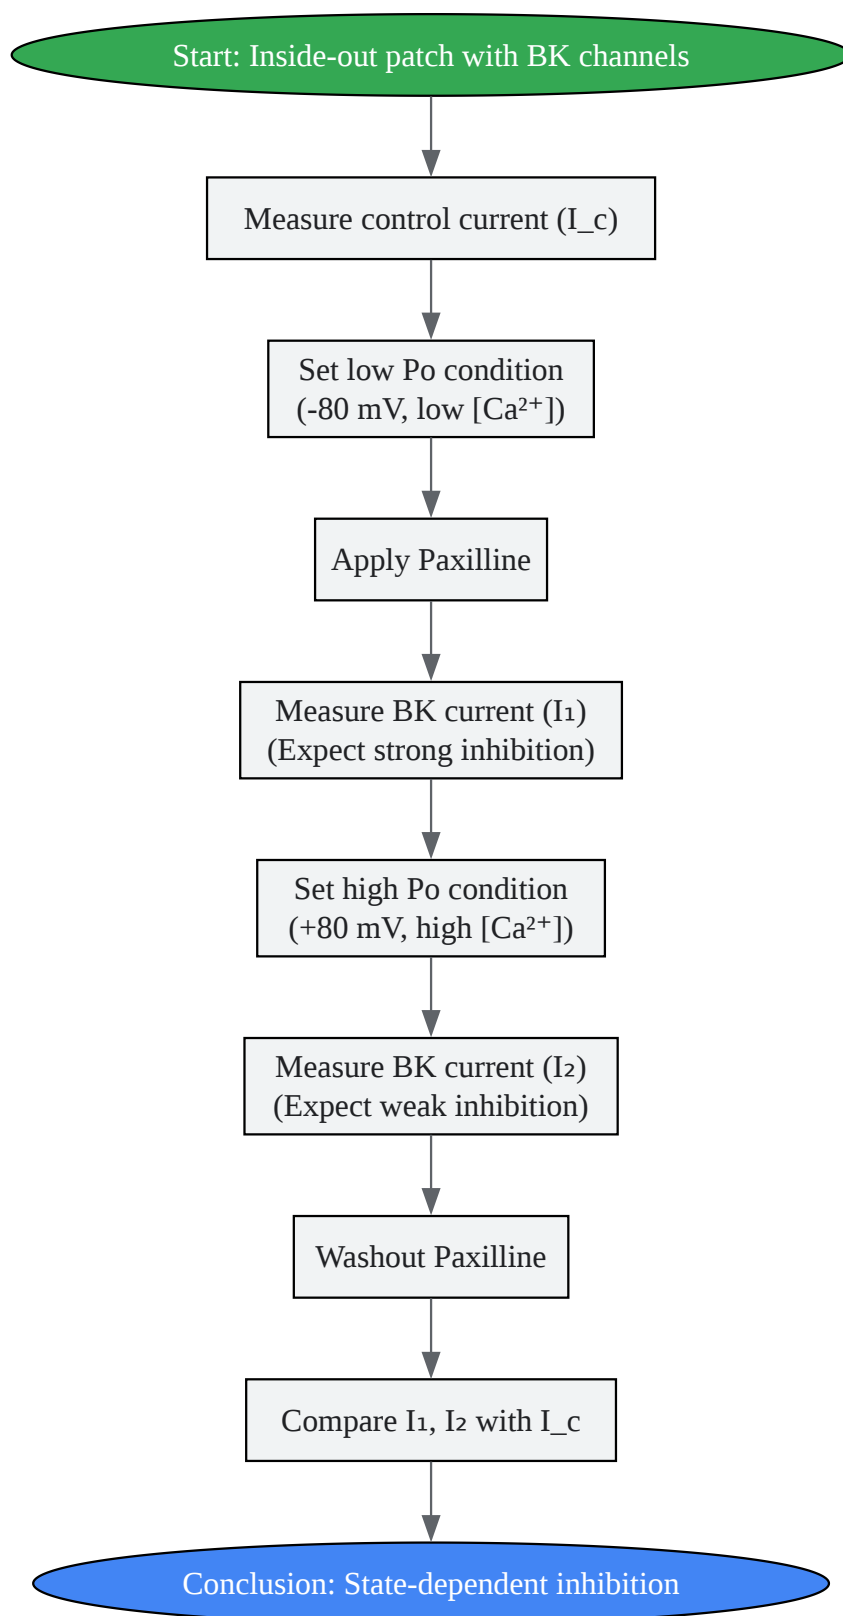 Start: Inside-out patch with BK channels
Measure control current (I_c)
Set low Po condition
(-80 mV, low [Ca²⁺])
Apply Paxilline
Measure BK current (I₁)
(Expect strong inhibition)
Set high Po condition
(+80 mV, high [Ca²⁺])
Measure BK current (I₂)
(Expect weak inhibition)
Washout Paxilline
Compare I₁, I₂ with I_c
Conclusion: State-dependent inhibition